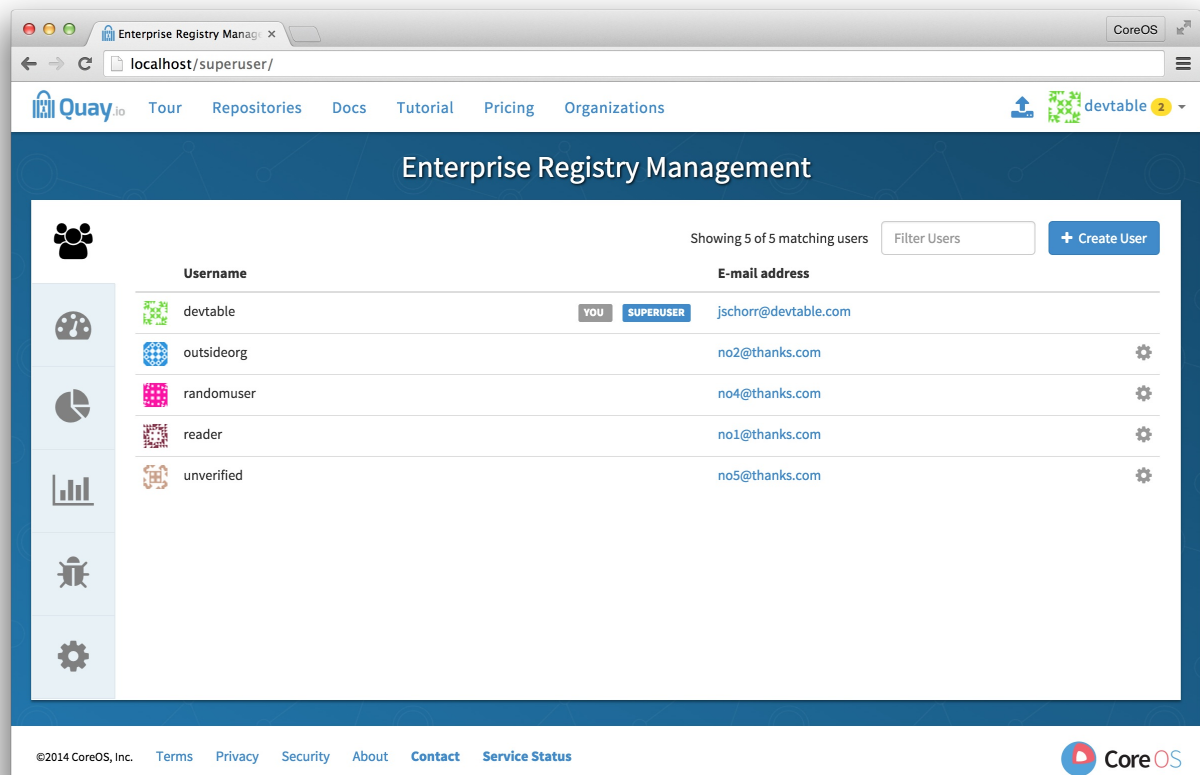 Enterprise Registry Manage
CoreOS
localhost/superuser/
Quay.io Tour Repositories Docs Tutorial Pricing Organizations devtable 2
Enterprise Registry Management
Showing 5 of 5 matching users Filter Users + Create User
Username E-mail address
devtable YOU SUPERUSER jschorr@devtable.com
outsideorg no2@thanks.com
randomuser no4@thanks.com
reader no1@thanks.com
unverified no5@thanks.com
©2014 CoreOS, Inc. Terms Privacy Security About Contact Service Status
Core OS